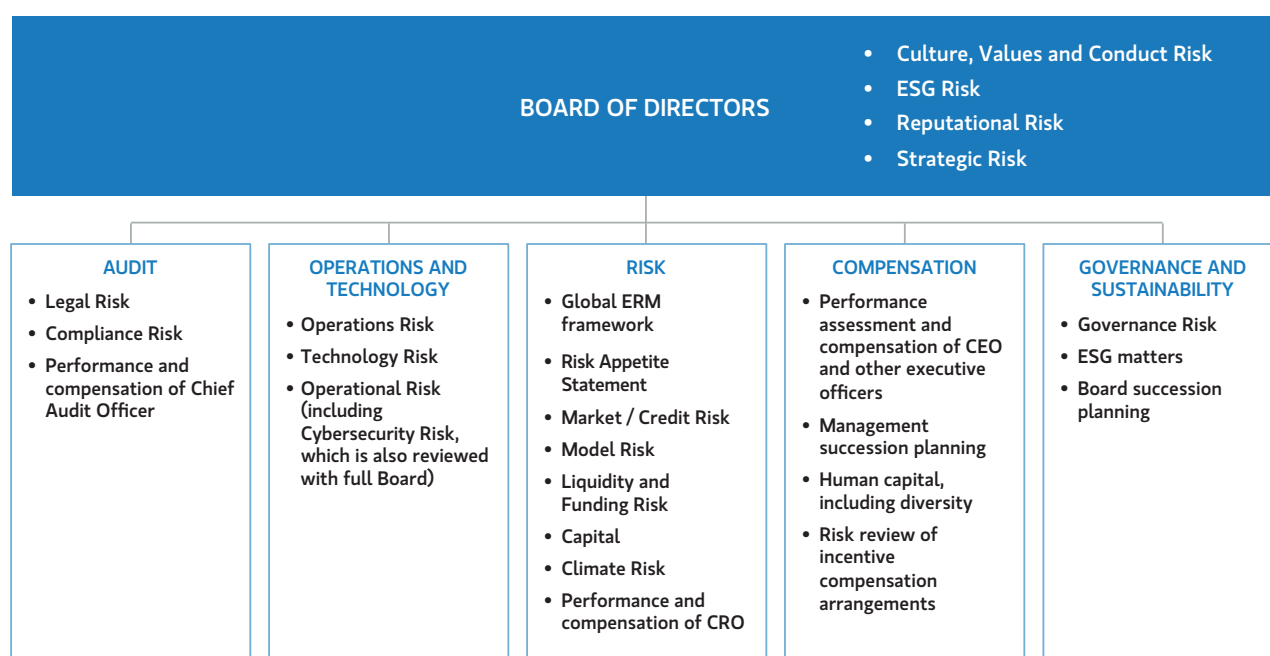 BOARD OF DIRECTORS
• Culture, Values and Conduct Risk
• ESG Risk
• Reputational Risk
• Strategic Risk
AUDIT
• Legal Risk
• Compliance Risk
• Performance and
compensation of Chief
Audit Officer
OPERATIONS AND
TECHNOLOGY
• Operations Risk
• Technology Risk
• Operational Risk
(including
Cybersecurity Risk,
which is also reviewed
with full Board)
RISK
• Global ERM
framework
• Risk Appetite
Statement
• Market / Credit Risk
• Model Risk
• Liquidity and
Funding Risk
• Capital
• Climate Risk
• Performance and
compensation of CRO
COMPENSATION
• Performance
assessment and
compensation of CEO
and other executive
officers
• Management
succession planning
• Human capital,
including diversity
• Risk review of
incentive
compensation
arrangements
GOVERNANCE AND
SUSTAINABILITY
• Governance Risk
• ESG matters
• Board succession
planning